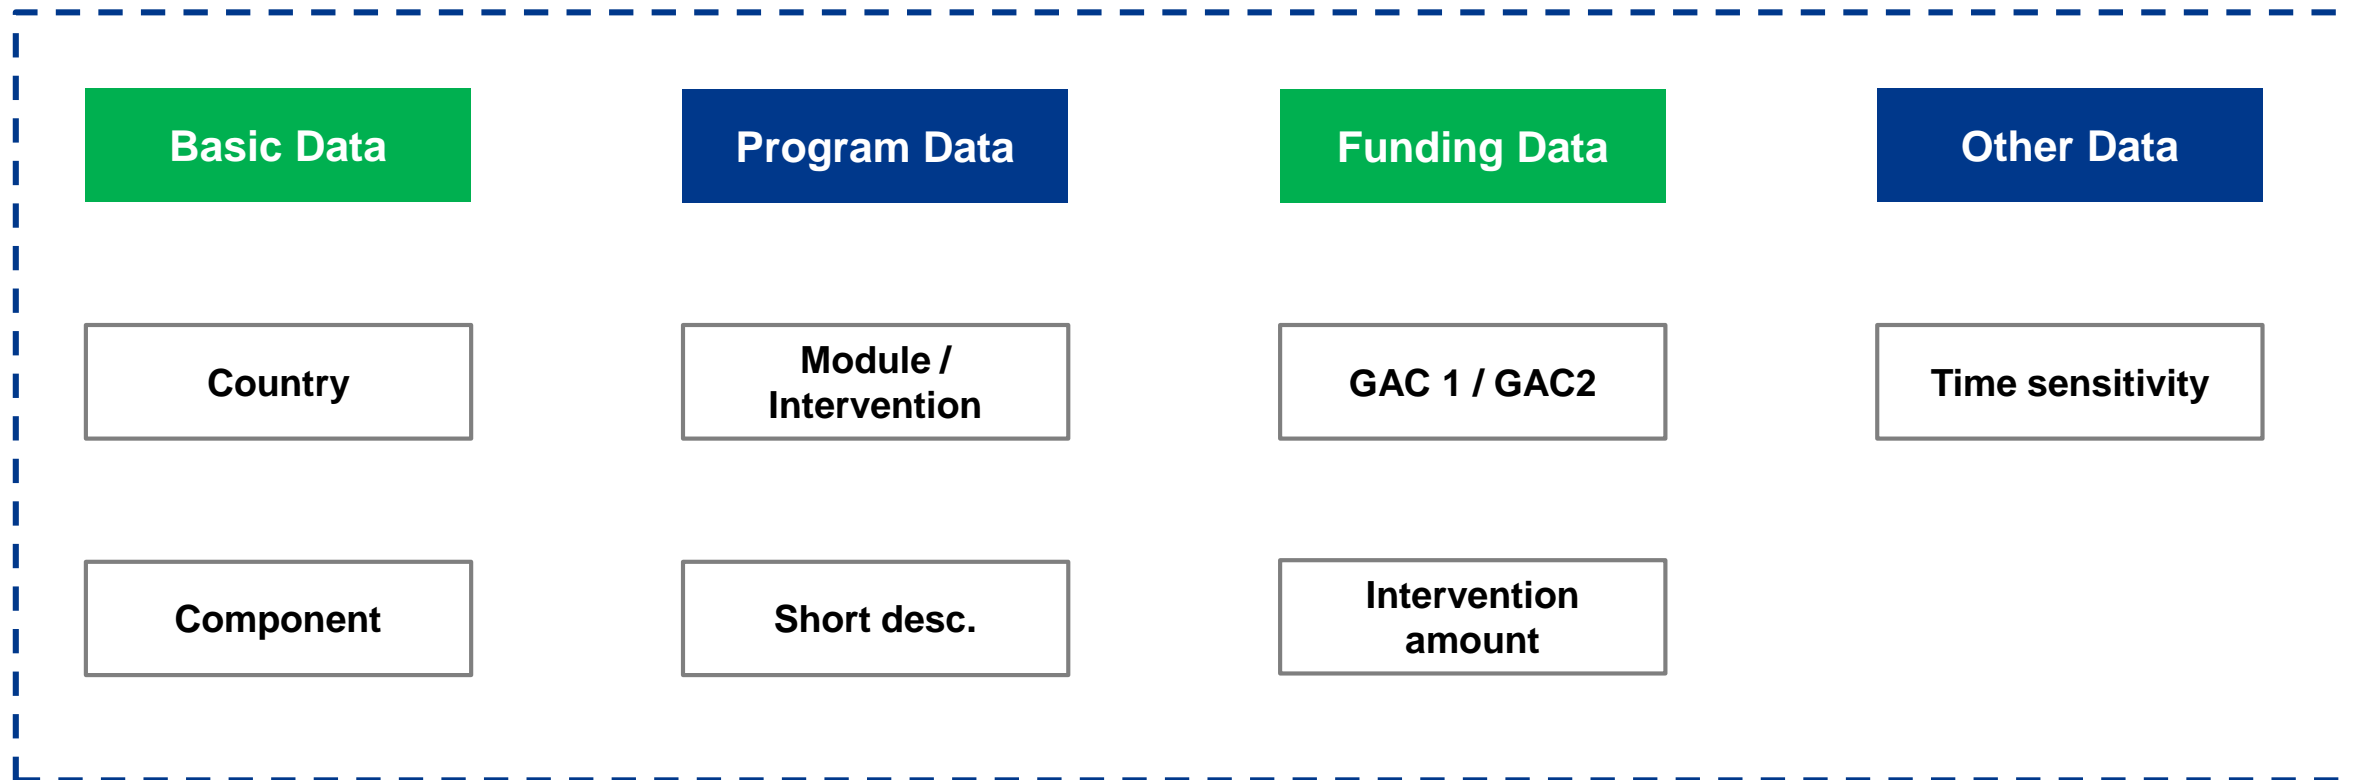 Basic Data
Program Data
Funding Data
Other Data
Country
Module /
Intervention
GAC 1 / GAC2
Time sensitivity
Component
Short desc.
Intervention
amount